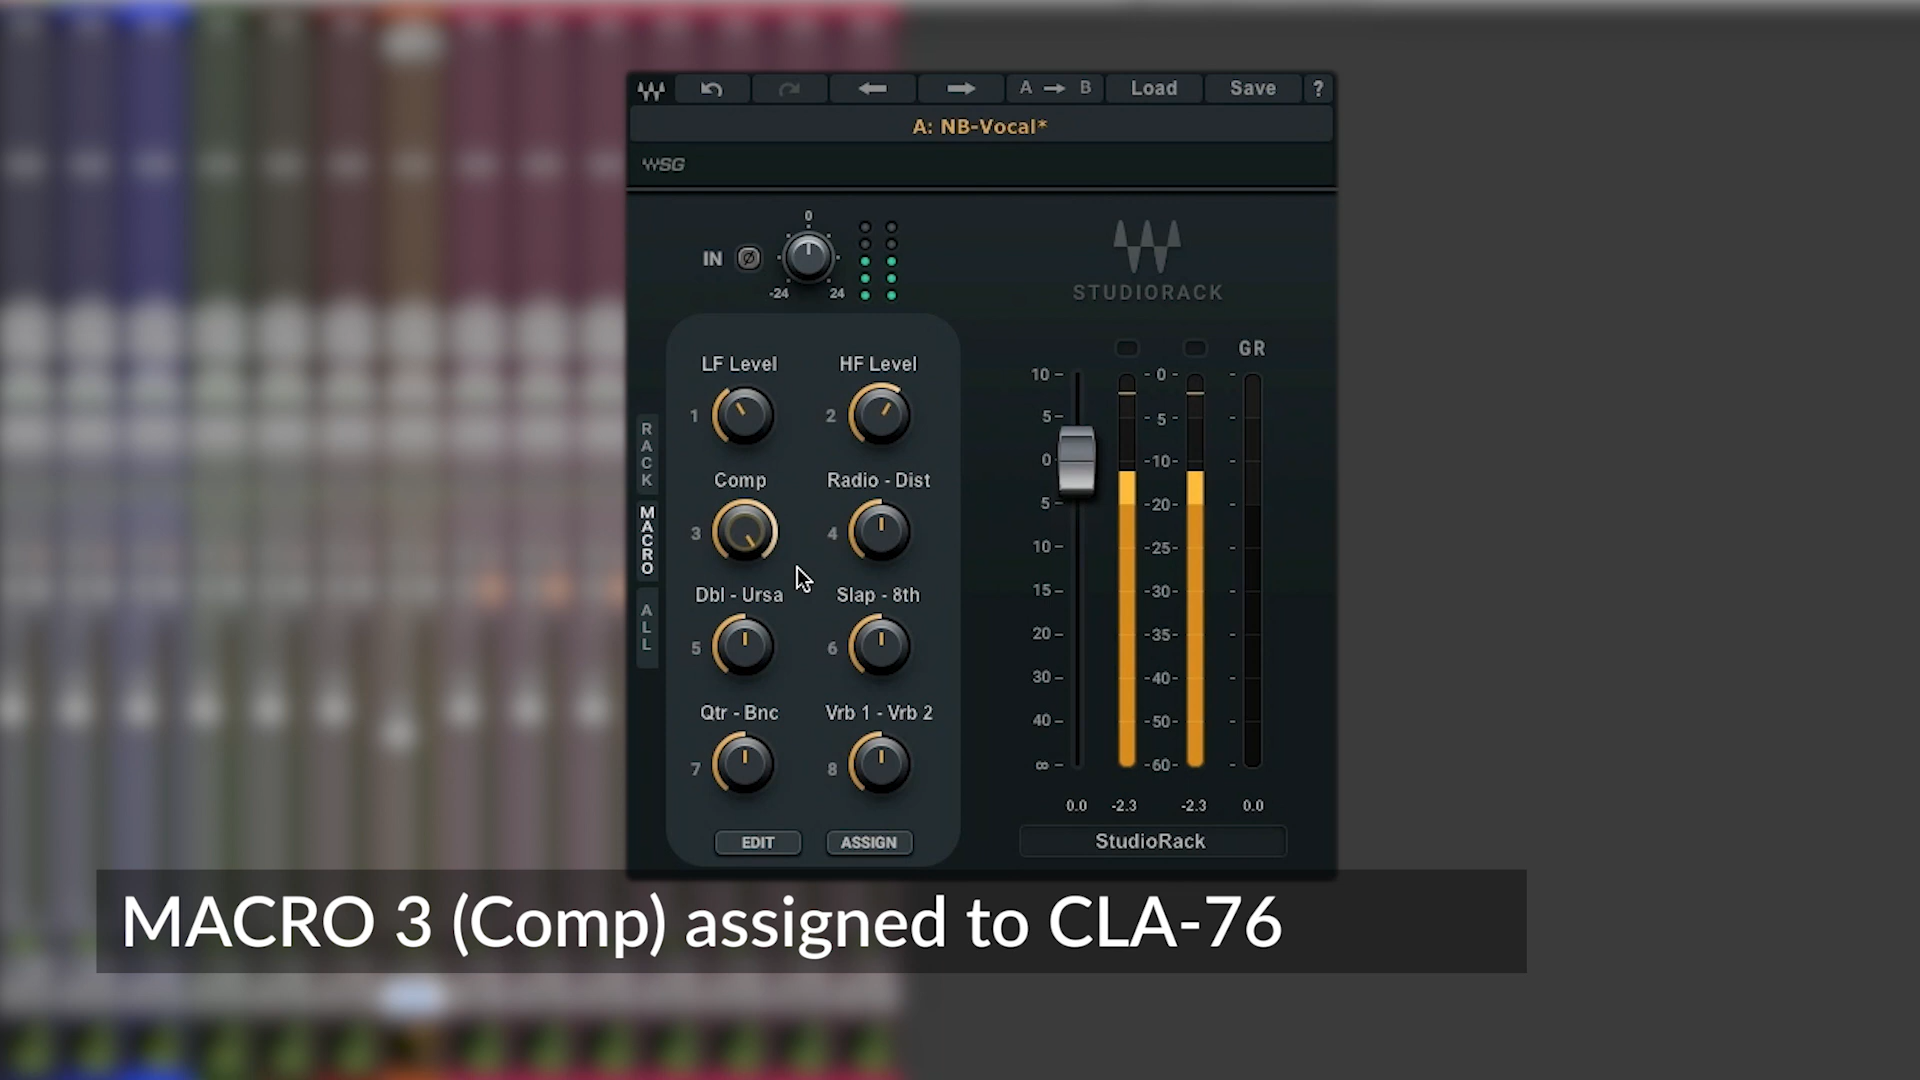 A B Load Save ?
A: NB-Vocal*
WSG
0
IN
-24 24
STUDIORACK
GR
LF Level HF Level
1 2
Comp Radio - Dist
3 4
Dbl - Ursa Slap - 8th
5 6
Qtr - Bnc Vrb 1 - Vrb 2
7 8
EDIT ASSIGN
RACK
MACRO
ALL
10 - - 0 - -
5 - - 5 - -
0 - -10- -
5 - -20- -
10 - -25- -
15 - -30- -
20 - -35- -
30 - -40- -
40 - -50- -
∞ - -60- -
0.0 -2.3 -2.3 0.0
StudioRack
MACRO 3 (Comp) assigned to CLA-76